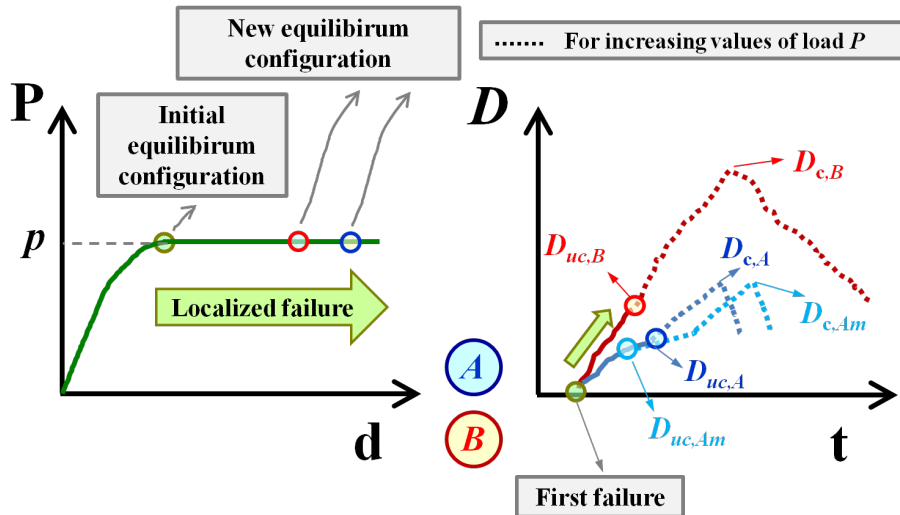 New equilibirum
configuration
For increasing values of load P
P
Initial
equilibirum
configuration
p
Localized failure
d
D
D_c,B
D_uc,B
D_c,A
D_c,Am
D_uc,A
D_uc,Am
A
B
t
First failure